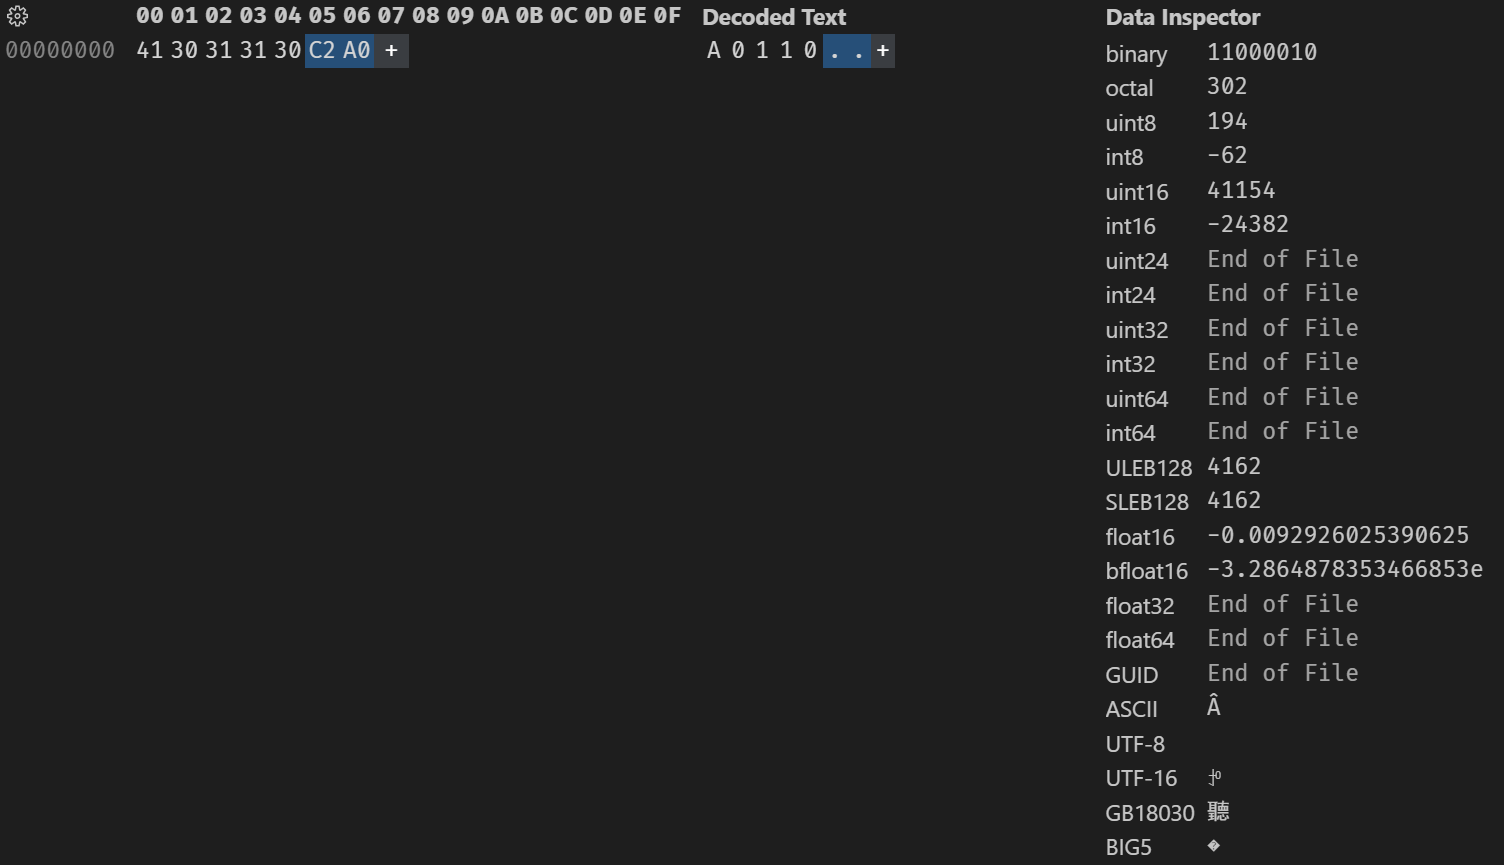 00 01 02 03 04 05 06 07 08 09 0A 0B 0C 0D 0E 0F Decoded Text
00000000 41 30 31 31 30 C2 A0 + A 0 1 1 0 . . +
Data Inspector
binary 11000010
octal 302
uint8 194
int8 -62
uint16 41154
int16 -24382
uint24 End of File
int24 End of File
uint32 End of File
int32 End of File
uint64 End of File
int64 End of File
ULEB128 4162
SLEB128 4162
float16 -0.0092926025390625
bfloat16 -3.2864878353466853e
float32 End of File
float64 End of File
GUID End of File
ASCII Â
UTF-8
UTF-16 ꃂ
GB18030 聽
BIG5 �